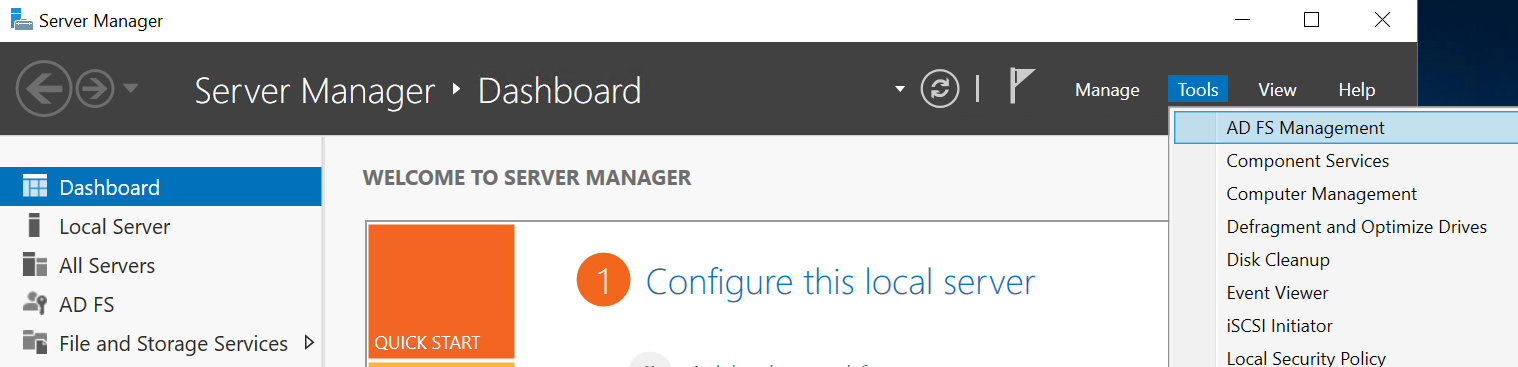 Server Manager
Server Manager ‣ Dashboard
Manage Tools View Help
AD FS Management
Component Services
Computer Management
Defragment and Optimize Drives
Disk Cleanup
Event Viewer
iSCSI Initiator
Local Security Policy
Dashboard
Local Server
All Servers
AD FS
File and Storage Services
WELCOME TO SERVER MANAGER
QUICK START
1 Configure this local server